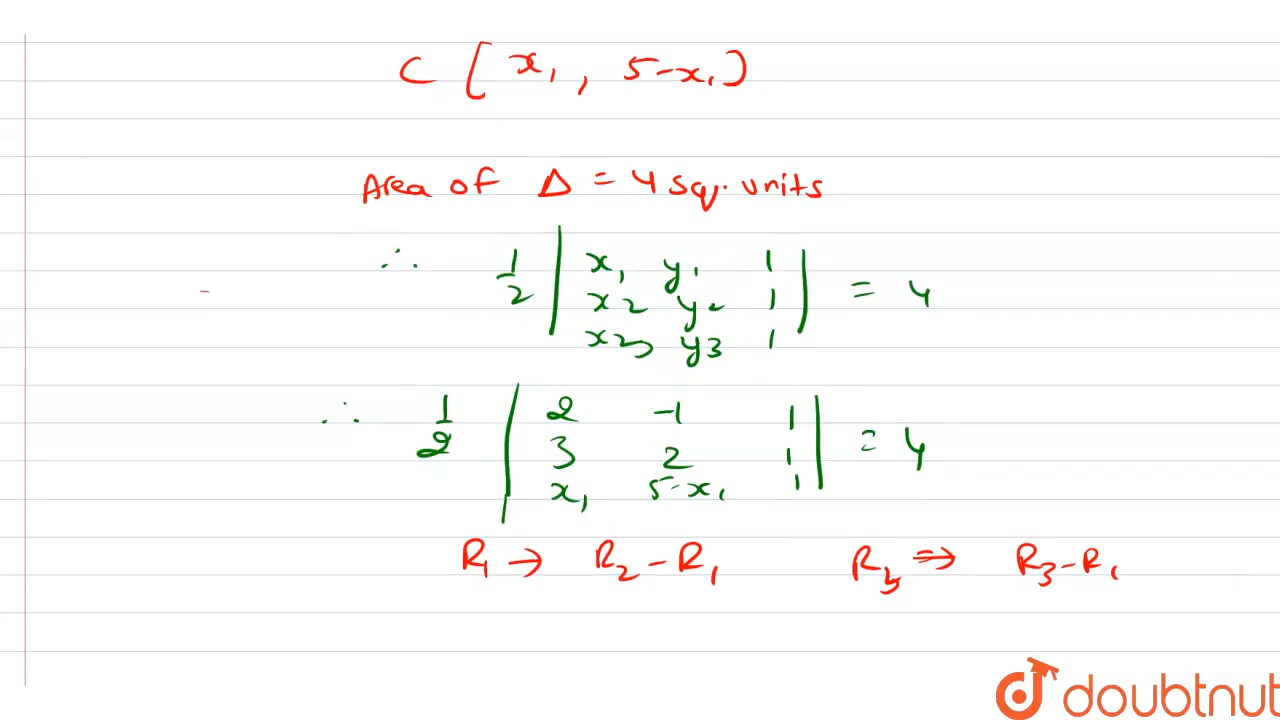 C [ x₁ , 5-x₁)
Area of Δ = 4 sq. units
∴ 1/2 | x₁ y₁ 1 | = 4
x2 y2 1
x3 y3 1
∴ 1/2 | 2 -1 1 | = 4
3 2 1
x₁ 5-x₁ 1
R₁ → R₂ - R₁ R₃ ⇒ R₃ - R₁
doubtnut